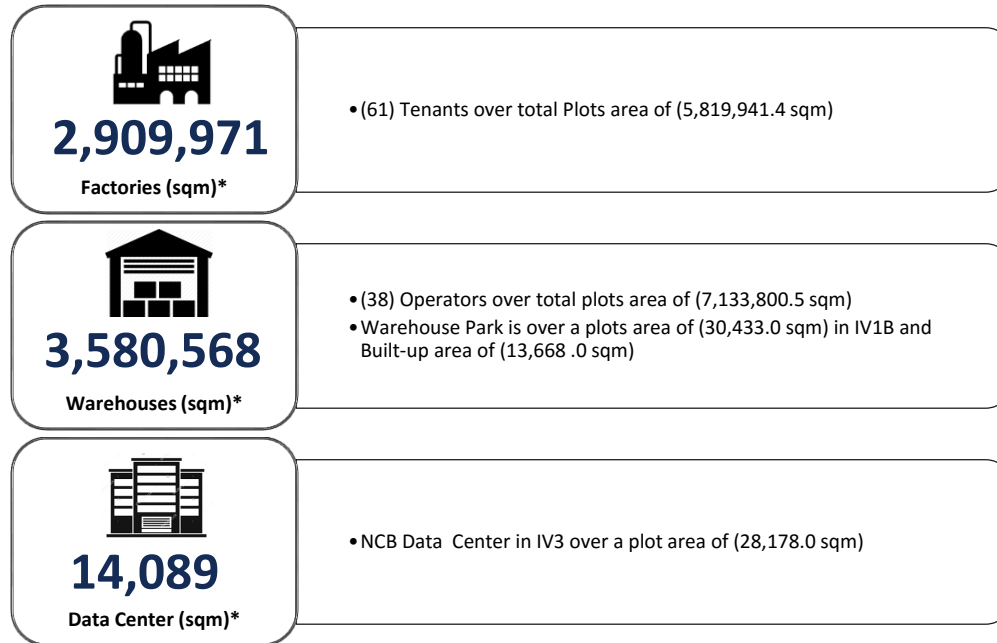 2,909,971
Factories (sqm)*
•(61) Tenants over total Plots area of (5,819,941.4 sqm)
3,580,568
Warehouses (sqm)*
•(38) Operators over total plots area of (7,133,800.5 sqm)
•Warehouse Park is over a plots area of (30,433.0 sqm) in IV1B and
Built-up area of (13,668 .0 sqm)
14,089
Data Center (sqm)*
•NCB Data  Center in IV3 over a plot area of (28,178.0 sqm)